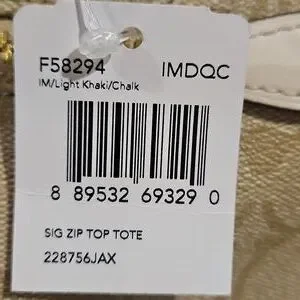 F58294 IMDQC
IM/Light Khaki/Chalk
8 89532 69329 0
SIG ZIP TOP TOTE
228756JAX